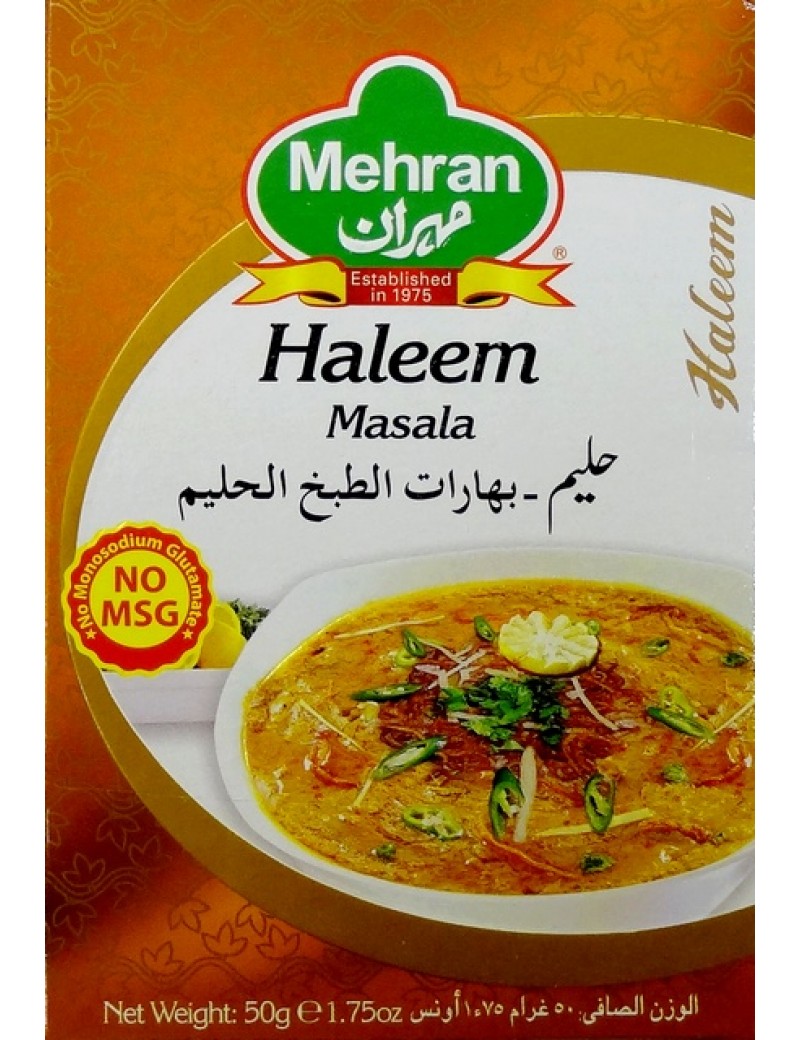 Mehran
مهران
®
Established
in 1975
Haleem
Haleem
Masala
حليم - بهارات الطبخ الحليم
No Monosodium Glutamate
NO
MSG
Net Weight: 50g ℮ 1.75oz الوزن الصافي: ٥٠ غرام ١٫٧٥ أونس